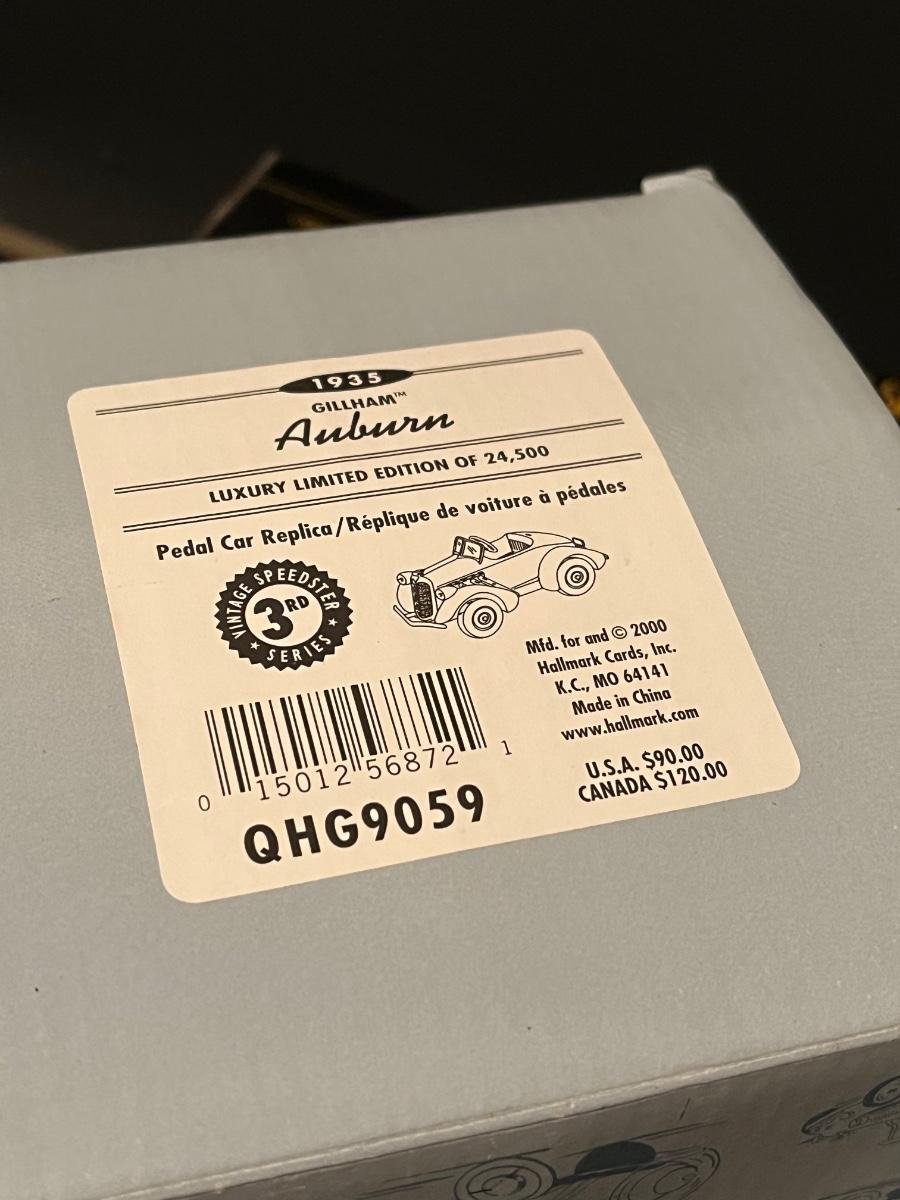 1935
GILLHAM™
Auburn
LUXURY LIMITED EDITION OF 24,500
Pedal Car Replica/Réplique de voiture à pédales
VINTAGE SPEEDSTER
3RD
★ SERIES ★
Mfd. for and © 2000
Hallmark Cards, Inc.
K.C., MO 64141
Made in China
www.hallmark.com
U.S.A. $90.00
CANADA $120.00
0 15012 56872 1
QHG9059